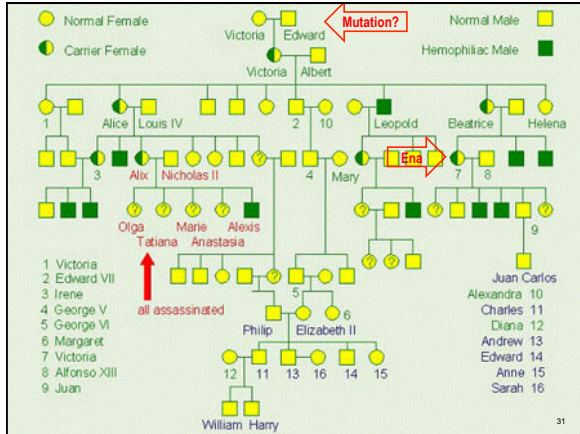 Normal Female
Mutation?
Normal Male
Victoria Edward
Carrier Female
Hemophiliac Male
Victoria Albert
1 Alice Louis IV 2 10 Leopold Beatrice Helena
Ena
3 Alix Nicholas II ? 4 Mary 7 8
? ? ? ? ? ?
Olga Marie Alexis
Tatiana Anastasia
9
? ? ?
1 Victoria
2 Edward VII
3 Irene
4 George V
5 George VI
6 Margaret
7 Victoria
8 Alfonso XIII
9 Juan
all assassinated
? 5
6
Philip Elizabeth II
12 11 13 16 14 15
William Harry
Juan Carlos
Alexandra 10
Charles 11
Diana 12
Andrew 13
Edward 14
Anne 15
Sarah 16
31